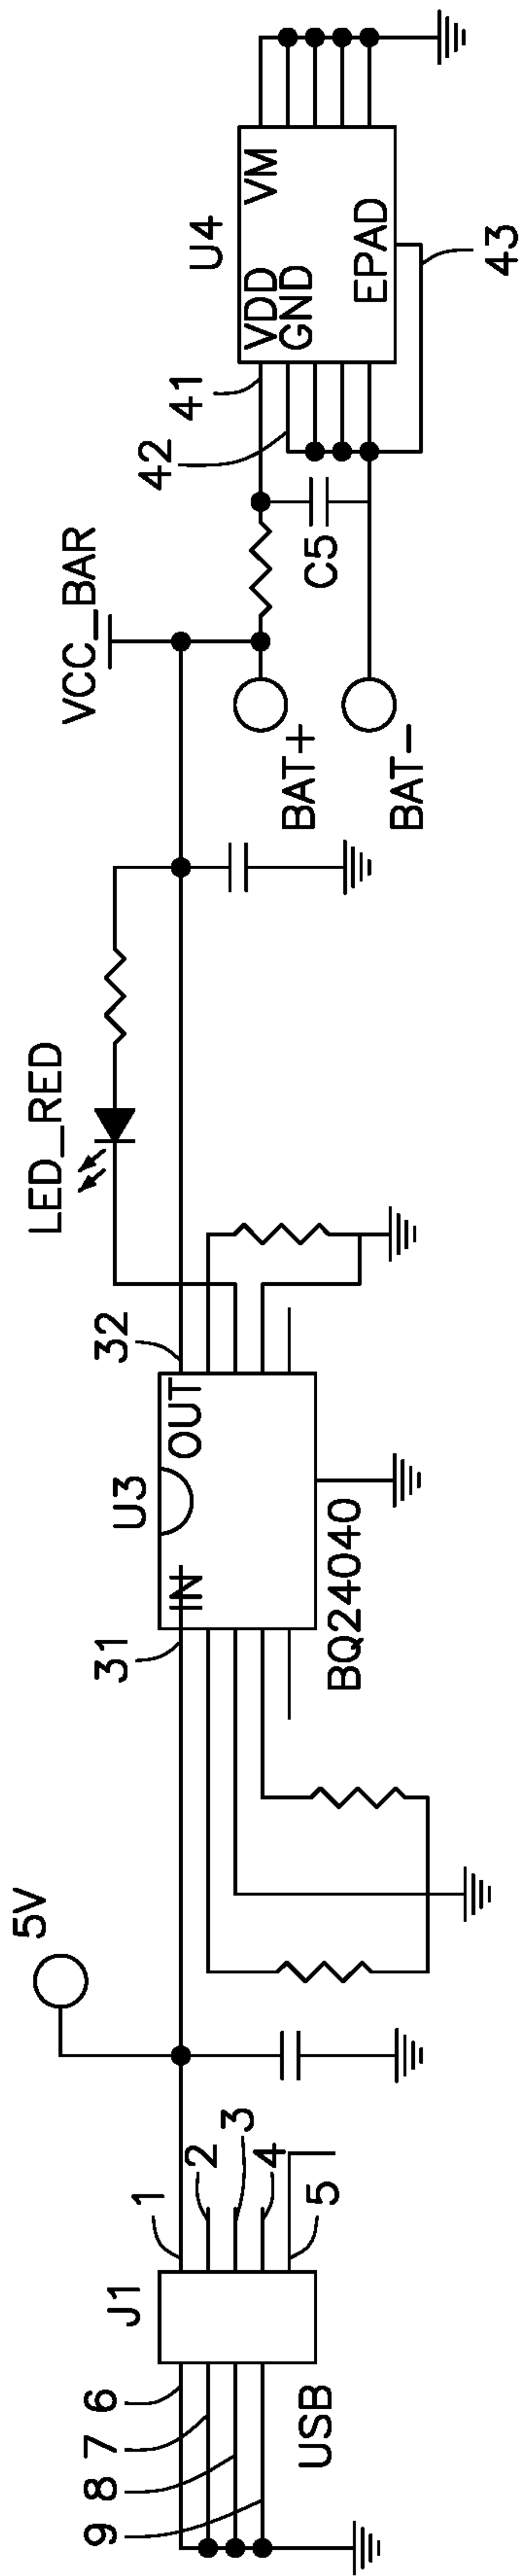 J1
USB
1
2
3
4
5
6
7
8
9
5V
U3
IN
OUT
BQ24040
31
32
LED_RED
VCC_BAR
BAT+
BAT−
C5
U4
VDD
GND
VM
EPAD
41
42
43